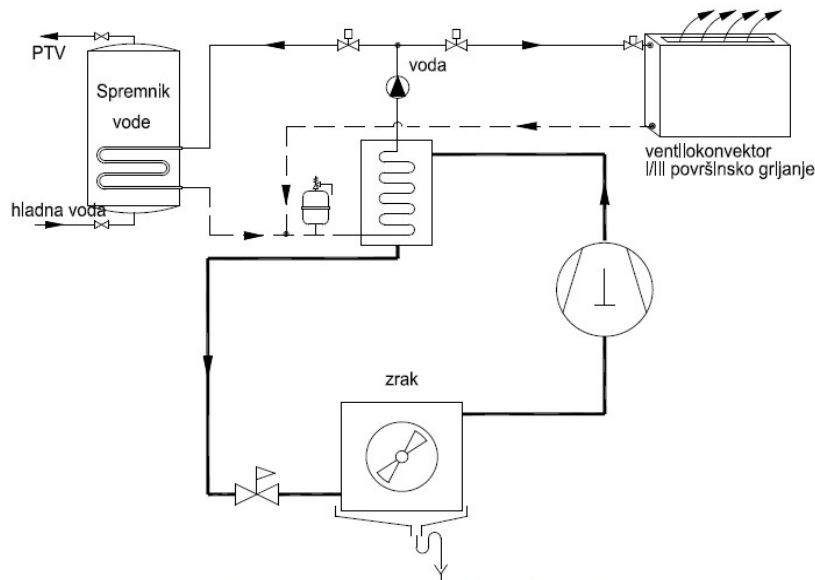 PTV
Spremnik
vode
hladna voda
voda
ventilokonvektor
i/ili površinsko grijanje
zrak